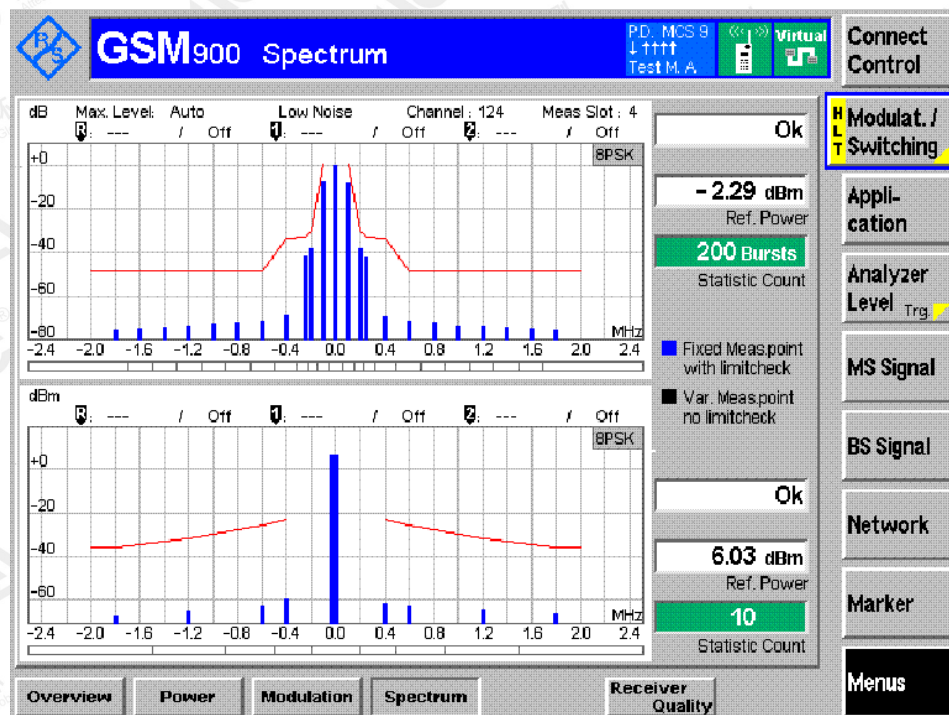 R S
GSM900 Spectrum
P.D. MCS 9
↓↑↑↑↑
Test M. A.
Virtual
Connect Control
dB Max. Level: Auto Low Noise Channel : 124 Meas Slot : 4
R : --- / Off 1 : --- / Off 2 : --- / Off
8PSK
+0
-20
-40
-60
-80
MHz
-2.4 -2.0 -1.6 -1.2 -0.8 -0.4 0.0 0.4 0.8 1.2 1.6 2.0 2.4
Ok
- 2.29 dBm
Ref. Power
200 Bursts
Statistic Count
Fixed Meas.point
with limitcheck
Var. Meas.point
no limitcheck
dBm
R : --- / Off 1 : --- / Off 2 : --- / Off
8PSK
+0
-20
-40
-60
MHz
-2.4 -2.0 -1.6 -1.2 -0.8 -0.4 0.0 0.4 0.8 1.2 1.6 2.0 2.4
Ok
6.03 dBm
Ref. Power
10
Statistic Count
HLT
Modulat. /
Switching
Appli-
cation
Analyzer
Level Trg.
MS Signal
BS Signal
Network
Marker
Menus
Overview
Power
Modulation
Spectrum
Receiver
Quality